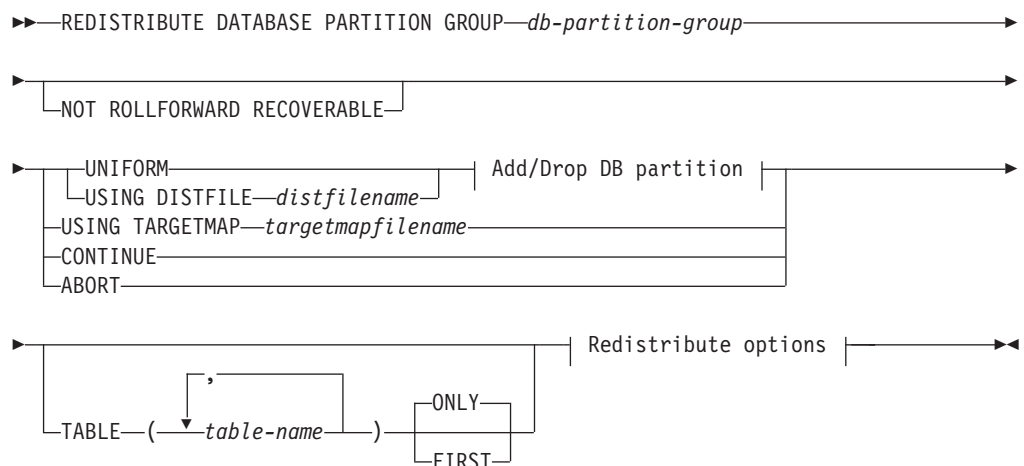 REDISTRIBUTE DATABASE PARTITION GROUP db-partition-group
NOT ROLLFORWARD RECOVERABLE
UNIFORM
USING DISTFILE distfilename
Add/Drop DB partition
USING TARGETMAP targetmapfilename
CONTINUE
ABORT
Redistribute options
,
TABLE ( table-name )
ONLY
FIRST